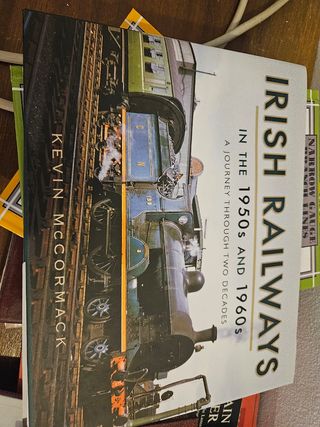 IRISH RAILWAYS
IN THE 1950s AND 1960s
A JOURNEY THROUGH TWO DECADES
KEVIN McCORMACK
NARROW GAUGE